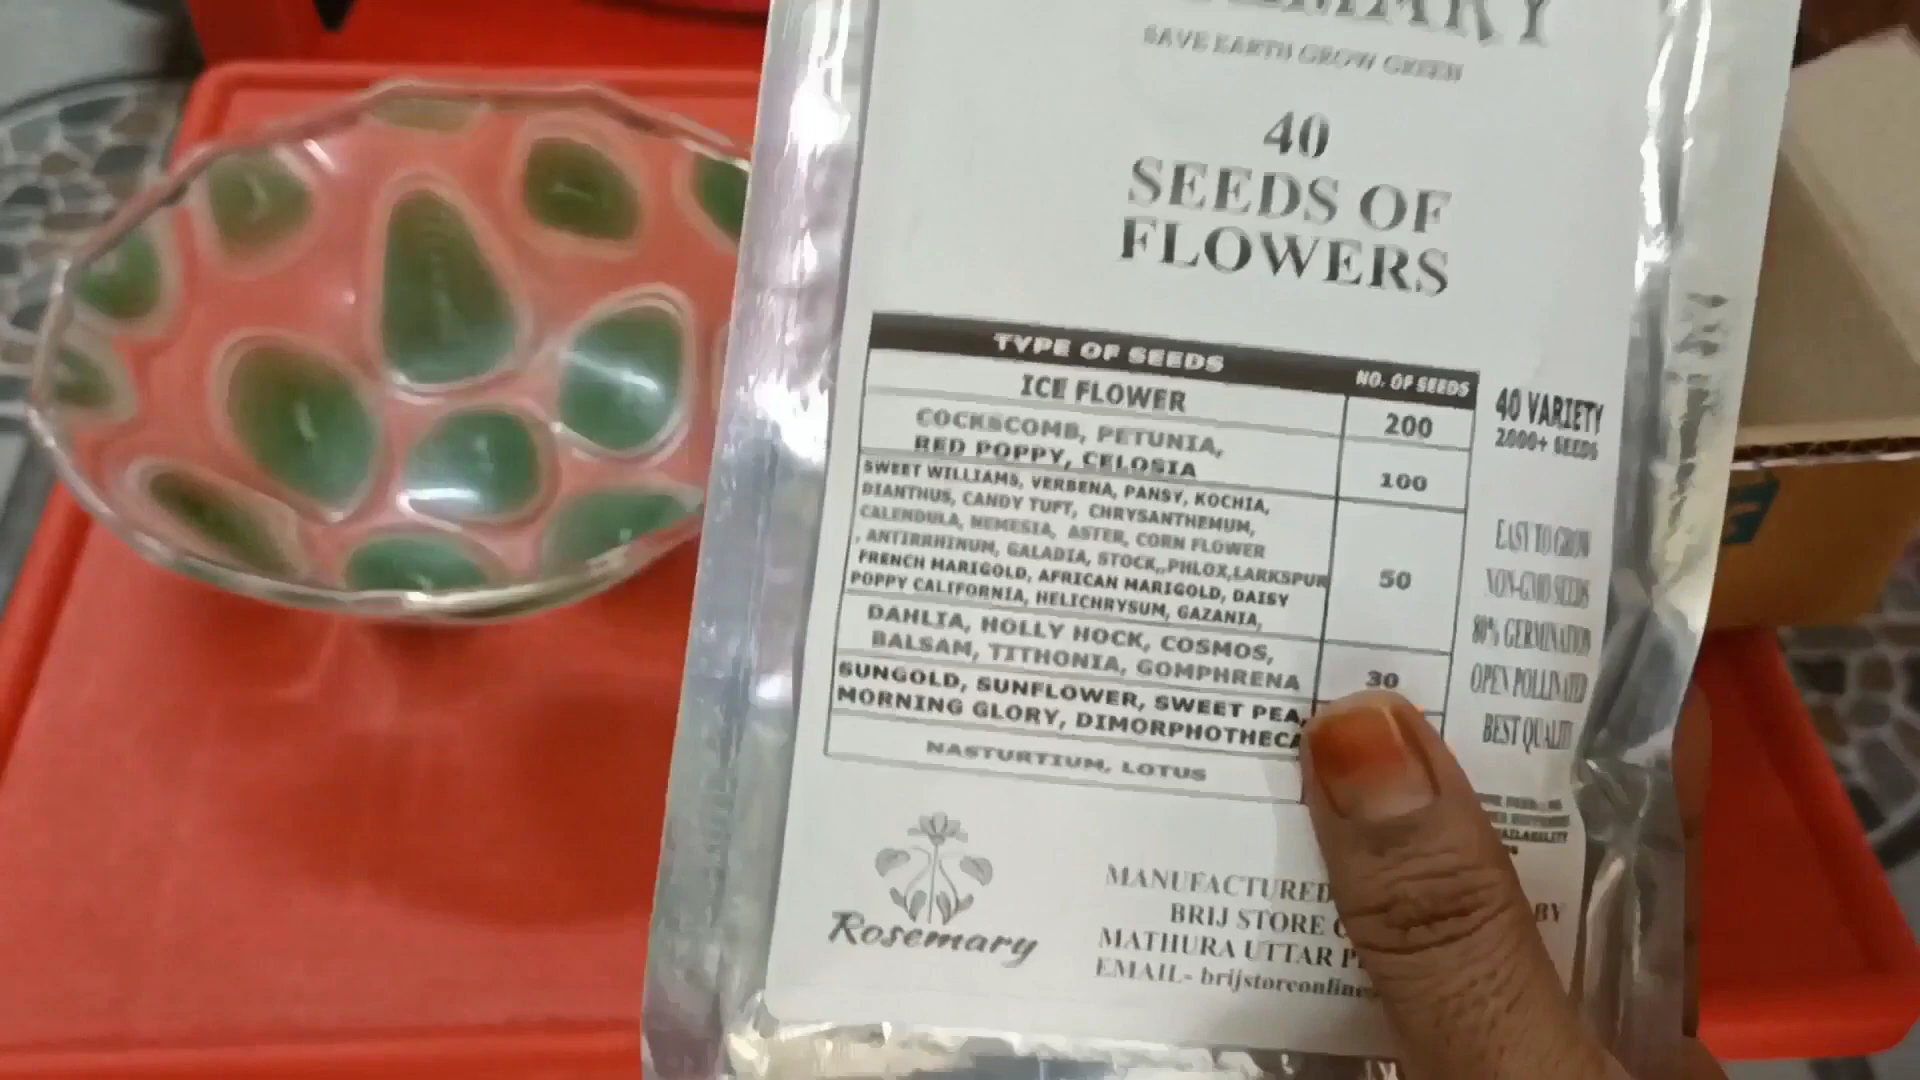 SAVE EARTH GROW GREEN
40
SEEDS OF
FLOWERS
TYPE OF SEEDS NO. OF SEEDS
ICE FLOWER 200
COCKSCOMB, PETUNIA,
RED POPPY, CELOSIA
100
SWEET WILLIAMS, VERBENA, PANSY, KOCHIA,
DIANTHUS, CANDY TUFT, CHRYSANTHEMUM,
CALENDULA, NEMESIA, ASTER, CORN FLOWER
, ANTIRRHINUM, GALADIA, STOCK,,PHLOX,LARKSPUR
FRENCH MARIGOLD, AFRICAN MARIGOLD, DAISY
POPPY CALIFORNIA, HELICHRYSUM, GAZANIA,
50
DAHLIA, HOLLY HOCK, COSMOS,
BALSAM, TITHONIA, GOMPHRENA
30
SUNGOLD, SUNFLOWER, SWEET PEA,
MORNING GLORY, DIMORPHOTHECA
NASTURTIUM, LOTUS
40 VARIETY
2000+ SEEDS
EASY TO GROW
NON-GMO SEEDS
80% GERMINATION
OPEN POLLINATED
BEST QUALITY
AVAILABILITY
Rosemary
MANUFACTURED BY
BRIJ STORE
MATHURA UTTAR
EMAIL- brijstoreonline